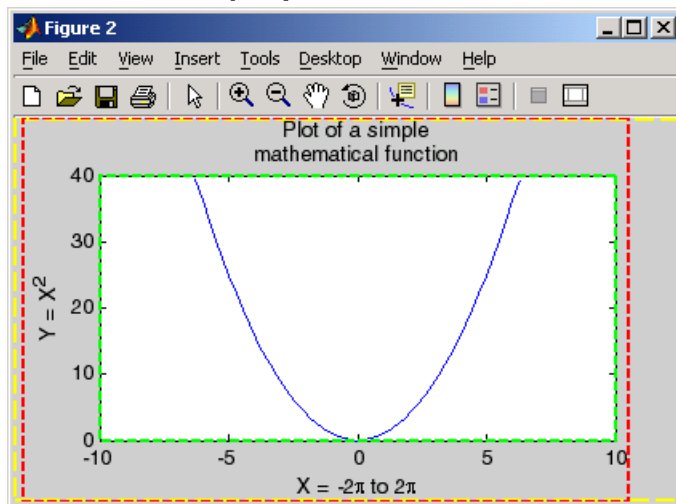 Figure 2
File Edit View Insert Tools Desktop Window Help
Plot of a simple
mathematical function
40
30
20
10
0
Y = X²
-10 -5 0 5 10
X = -2π to 2π